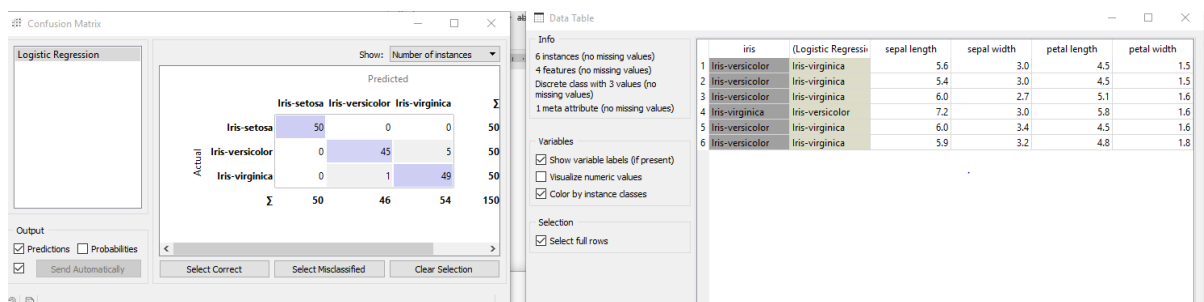 Confusion Matrix
Logistic Regression
Show: Number of instances
Predicted
Iris-setosa Iris-versicolor Iris-virginica Σ
Actual
Iris-setosa 50 0 0 50
Iris-versicolor 0 45 5 50
Iris-virginica 0 1 49 50
Σ 50 46 54 150
Output
Predictions Probabilities
Send Automatically
Select Correct Select Misclassified Clear Selection
Data Table
Info
6 instances (no missing values)
4 features (no missing values)
Discrete class with 3 values (no
missing values)
1 meta attribute (no missing values)
Variables
Show variable labels (if present)
Visualize numeric values
Color by instance classes
Selection
Select full rows
iris (Logistic Regressi sepal length sepal width petal length petal width
1 Iris-versicolor Iris-virginica 5.6 3.0 4.5 1.5
2 Iris-versicolor Iris-virginica 5.4 3.0 4.5 1.5
3 Iris-versicolor Iris-virginica 6.0 2.7 5.1 1.6
4 Iris-virginica Iris-versicolor 7.2 3.0 5.8 1.6
5 Iris-versicolor Iris-virginica 6.0 3.4 4.5 1.6
6 Iris-versicolor Iris-virginica 5.9 3.2 4.8 1.8